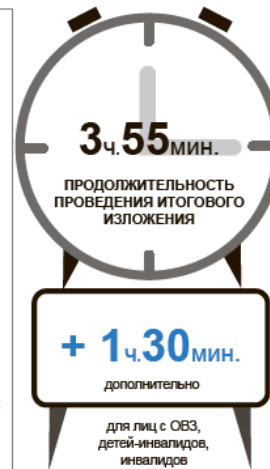 3ч.55мин.
ПРОДОЛЖИТЕЛЬНОСТЬ
ПРОВЕДЕНИЯ ИТОГОВОГО
ИЗЛОЖЕНИЯ
+ 1ч.30мин.
дополнительно
для лиц с ОВЗ,
детей-инвалидов,
инвалидов